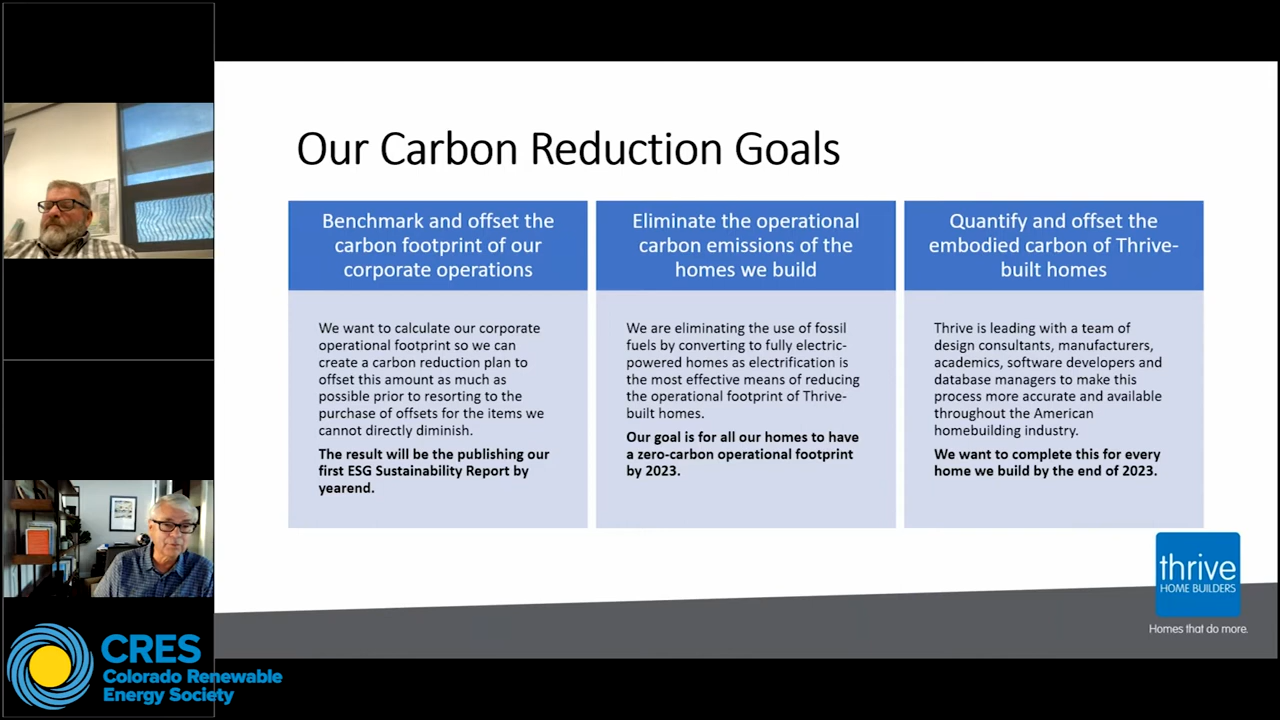 Our Carbon Reduction Goals
Benchmark and offset the
carbon footprint of our
corporate operations
We want to calculate our corporate
operational footprint so we can
create a carbon reduction plan to
offset this amount as much as
possible prior to resorting to the
purchase of offsets for the items we
cannot directly diminish.
The result will be the publishing our
first ESG Sustainability Report by
yearend.
Eliminate the operational
carbon emissions of the
homes we build
We are eliminating the use of fossil
fuels by converting to fully electric-
powered homes as electrification is
the most effective means of reducing
the operational footprint of Thrive-
built homes.
Our goal is for all our homes to have
a zero-carbon operational footprint
by 2023.
Quantify and offset the
embodied carbon of Thrive-
built homes
Thrive is leading with a team of
design consultants, manufacturers,
academics, software developers and
database managers to make this
process more accurate and available
throughout the American
homebuilding industry.
We want to complete this for every
home we build by the end of 2023.
thrive
HOME BUILDERS
Homes that do more.
CRES
Colorado Renewable
Energy Society